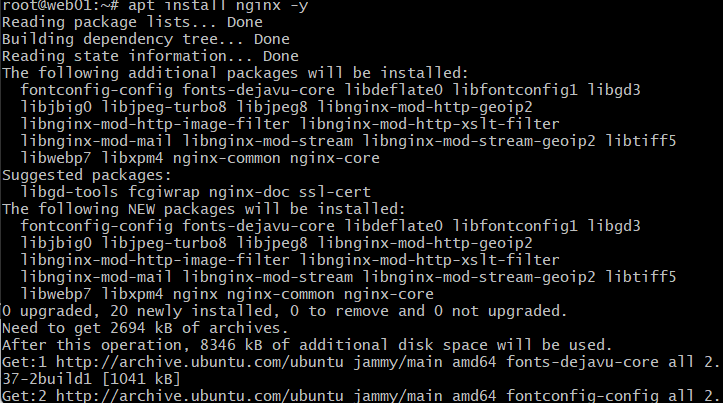 root@web01:~# apt install nginx -y
Reading package lists... Done
Building dependency tree... Done
Reading state information... Done
The following additional packages will be installed:
  fontconfig-config fonts-dejavu-core libdeflate0 libfontconfig1 libgd3
  libjbig0 libjpeg-turbo8 libjpeg8 libnginx-mod-http-geoip2
  libnginx-mod-http-image-filter libnginx-mod-http-xslt-filter
  libnginx-mod-mail libnginx-mod-stream libnginx-mod-stream-geoip2 libtiff5
  libwebp7 libxpm4 nginx-common nginx-core
Suggested packages:
  libgd-tools fcgiwrap nginx-doc ssl-cert
The following NEW packages will be installed:
  fontconfig-config fonts-dejavu-core libdeflate0 libfontconfig1 libgd3
  libjbig0 libjpeg-turbo8 libjpeg8 libnginx-mod-http-geoip2
  libnginx-mod-http-image-filter libnginx-mod-http-xslt-filter
  libnginx-mod-mail libnginx-mod-stream libnginx-mod-stream-geoip2 libtiff5
  libwebp7 libxpm4 nginx nginx-common nginx-core
0 upgraded, 20 newly installed, 0 to remove and 0 not upgraded.
Need to get 2694 kB of archives.
After this operation, 8346 kB of additional disk space will be used.
Get:1 http://archive.ubuntu.com/ubuntu jammy/main amd64 fonts-dejavu-core all 2.
37-2build1 [1041 kB]
Get:2 http://archive.ubuntu.com/ubuntu jammy/main amd64 fontconfig-config all 2.